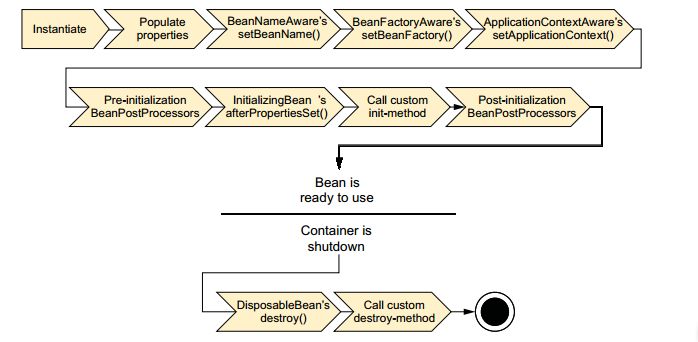 Instantiate
Populate
properties
BeanNameAware's
setBeanName()
BeanFactoryAware's
setBeanFactory()
ApplicationContextAware's
setApplicationContext()
Pre-initialization
BeanPostProcessors
InitializingBean 's
afterPropertiesSet()
Call custom
init-method
Post-initialization
BeanPostProcessors
Bean is
ready to use
Container is
shutdown
DisposableBean's
destroy()
Call custom
destroy-method